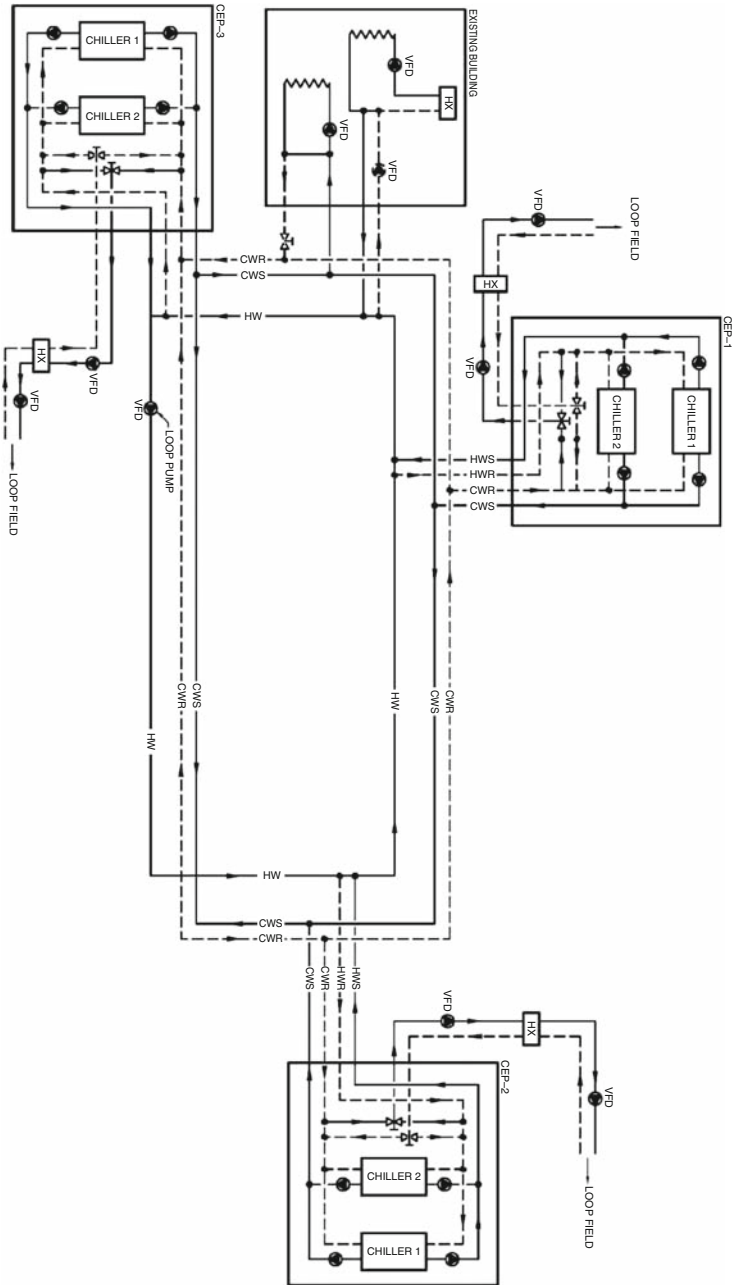 CEP-3
CHILLER 1
CHILLER 2
EXISTING BUILDING
VFD
HX
VFD
VFD
VFD
LOOP FIELD
HX
VFD
CEP-1
CHILLER 2
CHILLER 1
CWR
CWS
HW
HX
VFD
VFD
LOOP FIELD
VFD
LOOP PUMP
HWS
HWR
CWR
CWS
HW
CWR
CWS
HW
CWS
CWR
HW
CWS
CWR
CWS
CWR
HWR
HWS
VFD
HX
VFD
LOOP FIELD
CEP-2
CHILLER 2
CHILLER 1